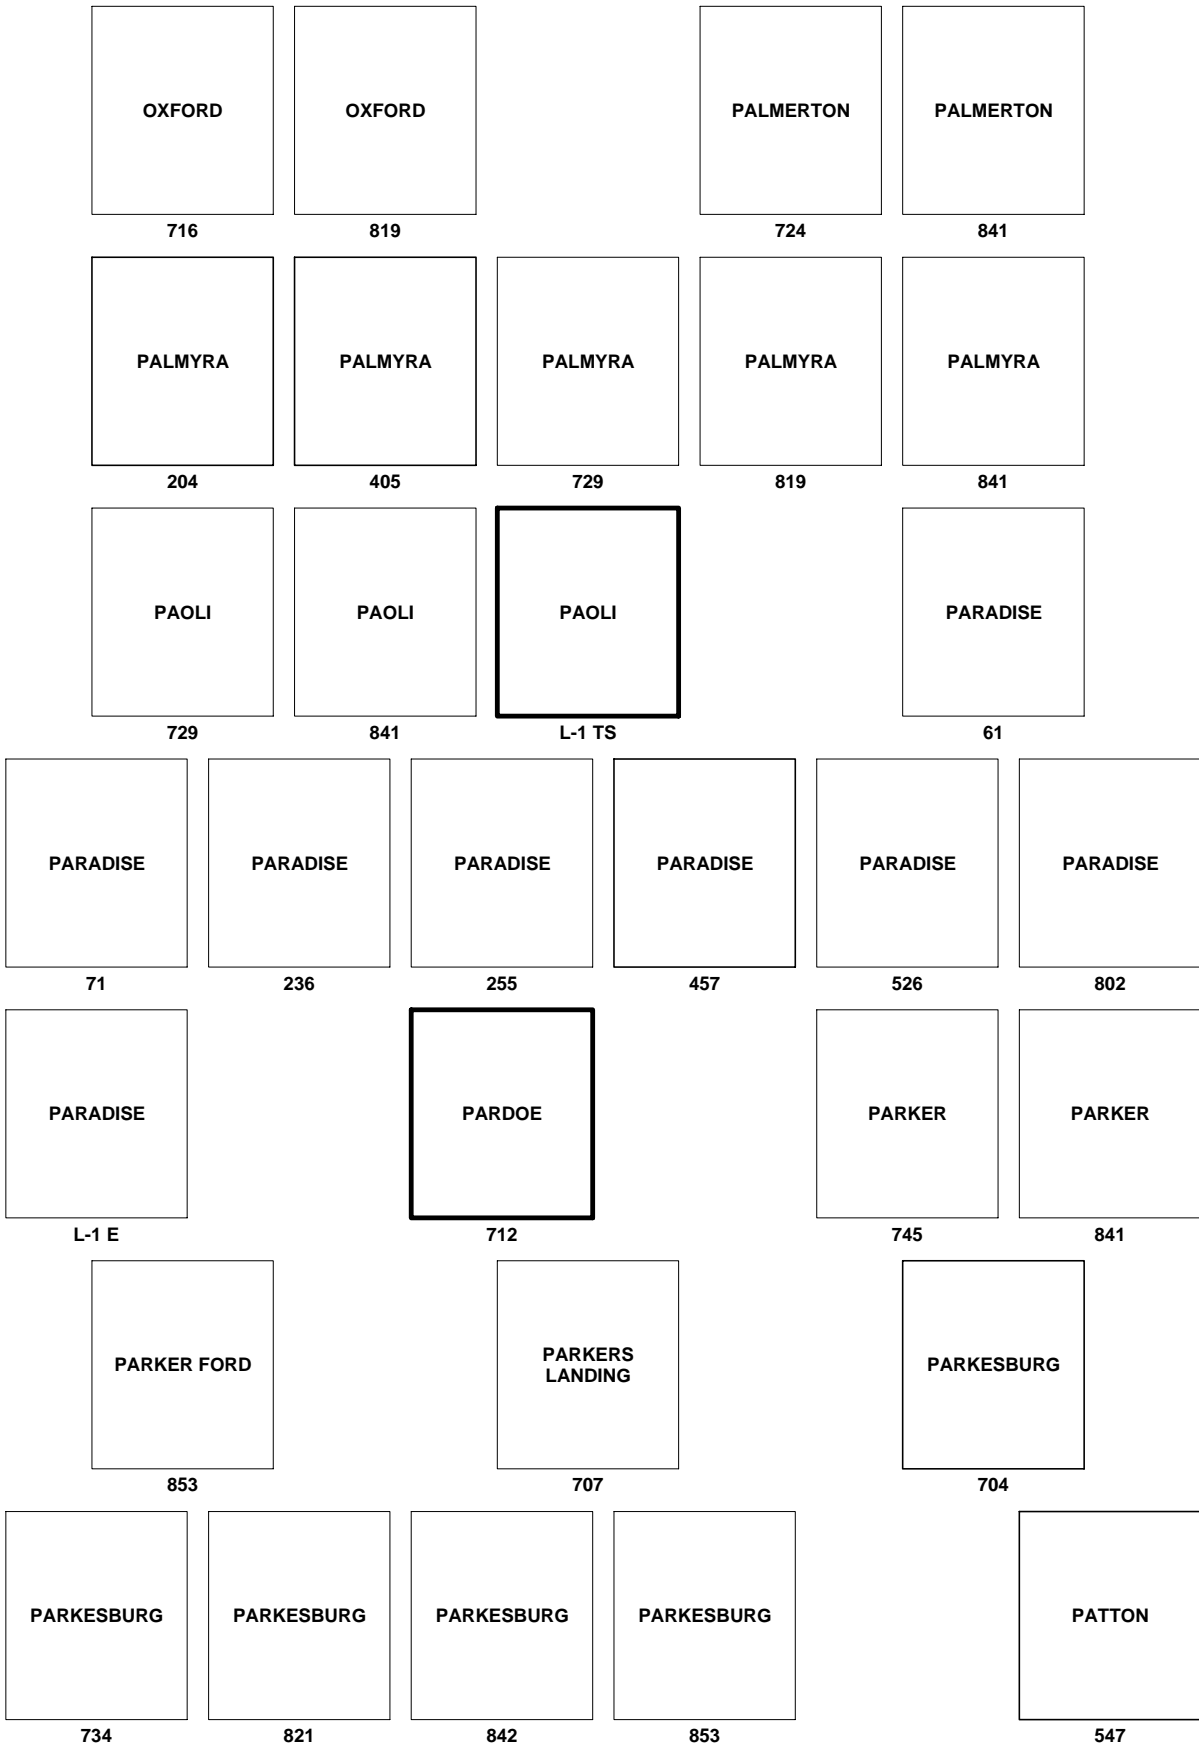 OXFORD OXFORD PALMERTON PALMERTON
716 819 724 841
PALMYRA PALMYRA PALMYRA PALMYRA PALMYRA
204 405 729 819 841
PAOLI PAOLI PAOLI PARADISE
729 841 L-1 TS 61
PARADISE PARADISE PARADISE PARADISE PARADISE PARADISE
71 236 255 457 526 802
PARADISE PARDOE PARKER PARKER
L-1 E 712 745 841
PARKER FORD PARKERS PARKESBURG
LANDING
853 707 704
PARKESBURG PARKESBURG PARKESBURG PARKESBURG PATTON
734 821 842 853 547